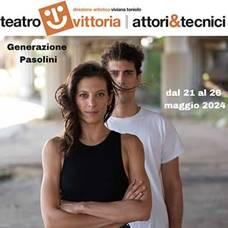 direzione artistica viviana toniolo
teatro vittoria | attori&tecnici
Generazione
Pasolini
dal 21 al 26
maggio 2024